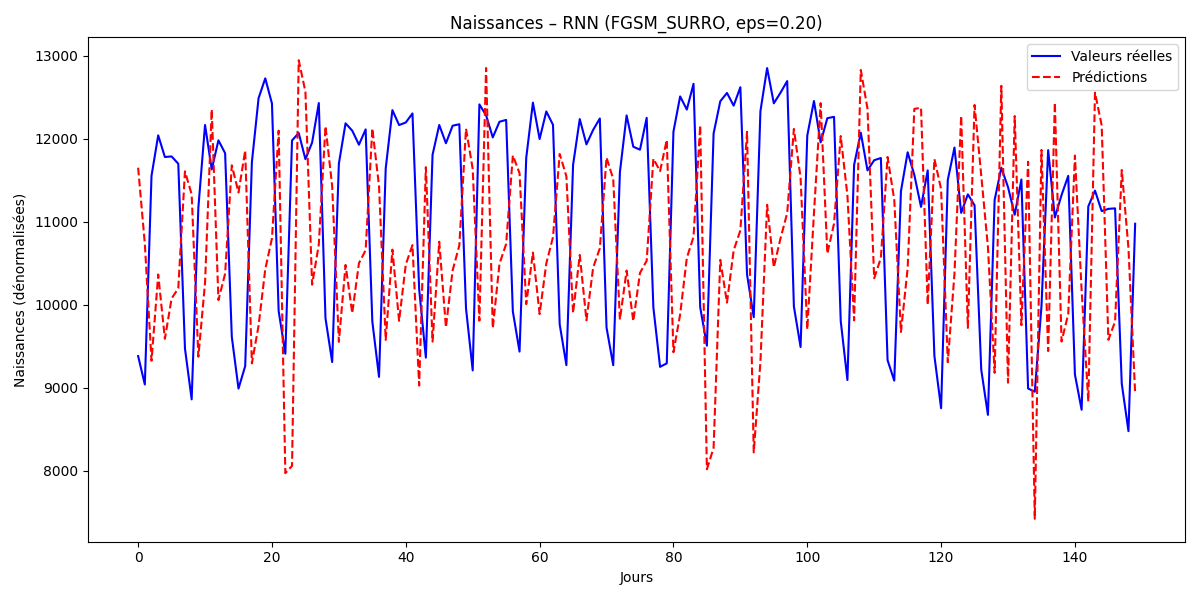 Naissances – RNN (FGSM_SURRO, eps=0.20)
Valeurs réelles
Prédictions
Naissances (dénormalisées)
13000
12000
11000
10000
9000
8000
0 20 40 60 80 100 120 140
Jours